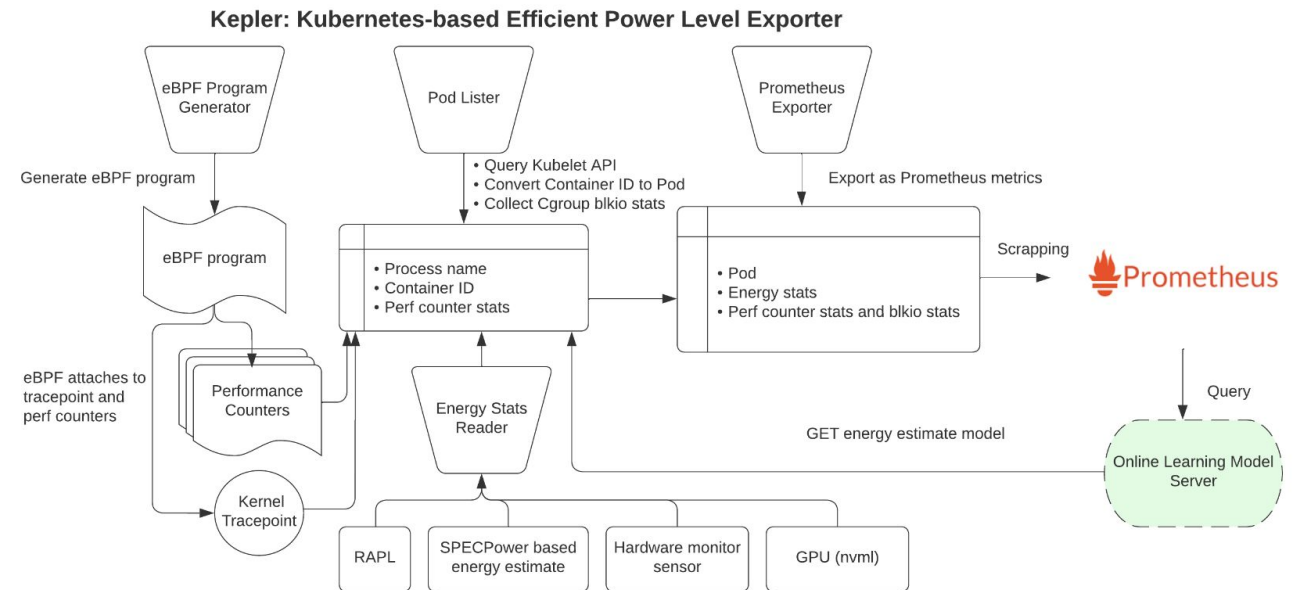 Kepler: Kubernetes-based Efficient Power Level Exporter
eBPF Program
Generator
Pod Lister
Prometheus
Exporter
Generate eBPF program
• Query Kubelet API
• Convert Container ID to Pod
• Collect Cgroup blkio stats
Export as Prometheus metrics
eBPF program
• Process name
• Container ID
• Perf counter stats
• Pod
• Energy stats
• Perf counter stats and blkio stats
Scrapping
Prometheus
eBPF attaches to
tracepoint and
perf counters
Performance
Counters
Energy Stats
Reader
Query
GET energy estimate model
Online Learning Model
Server
Kernel
Tracepoint
RAPL
SPECPower based
energy estimate
Hardware monitor
sensor
GPU (nvml)